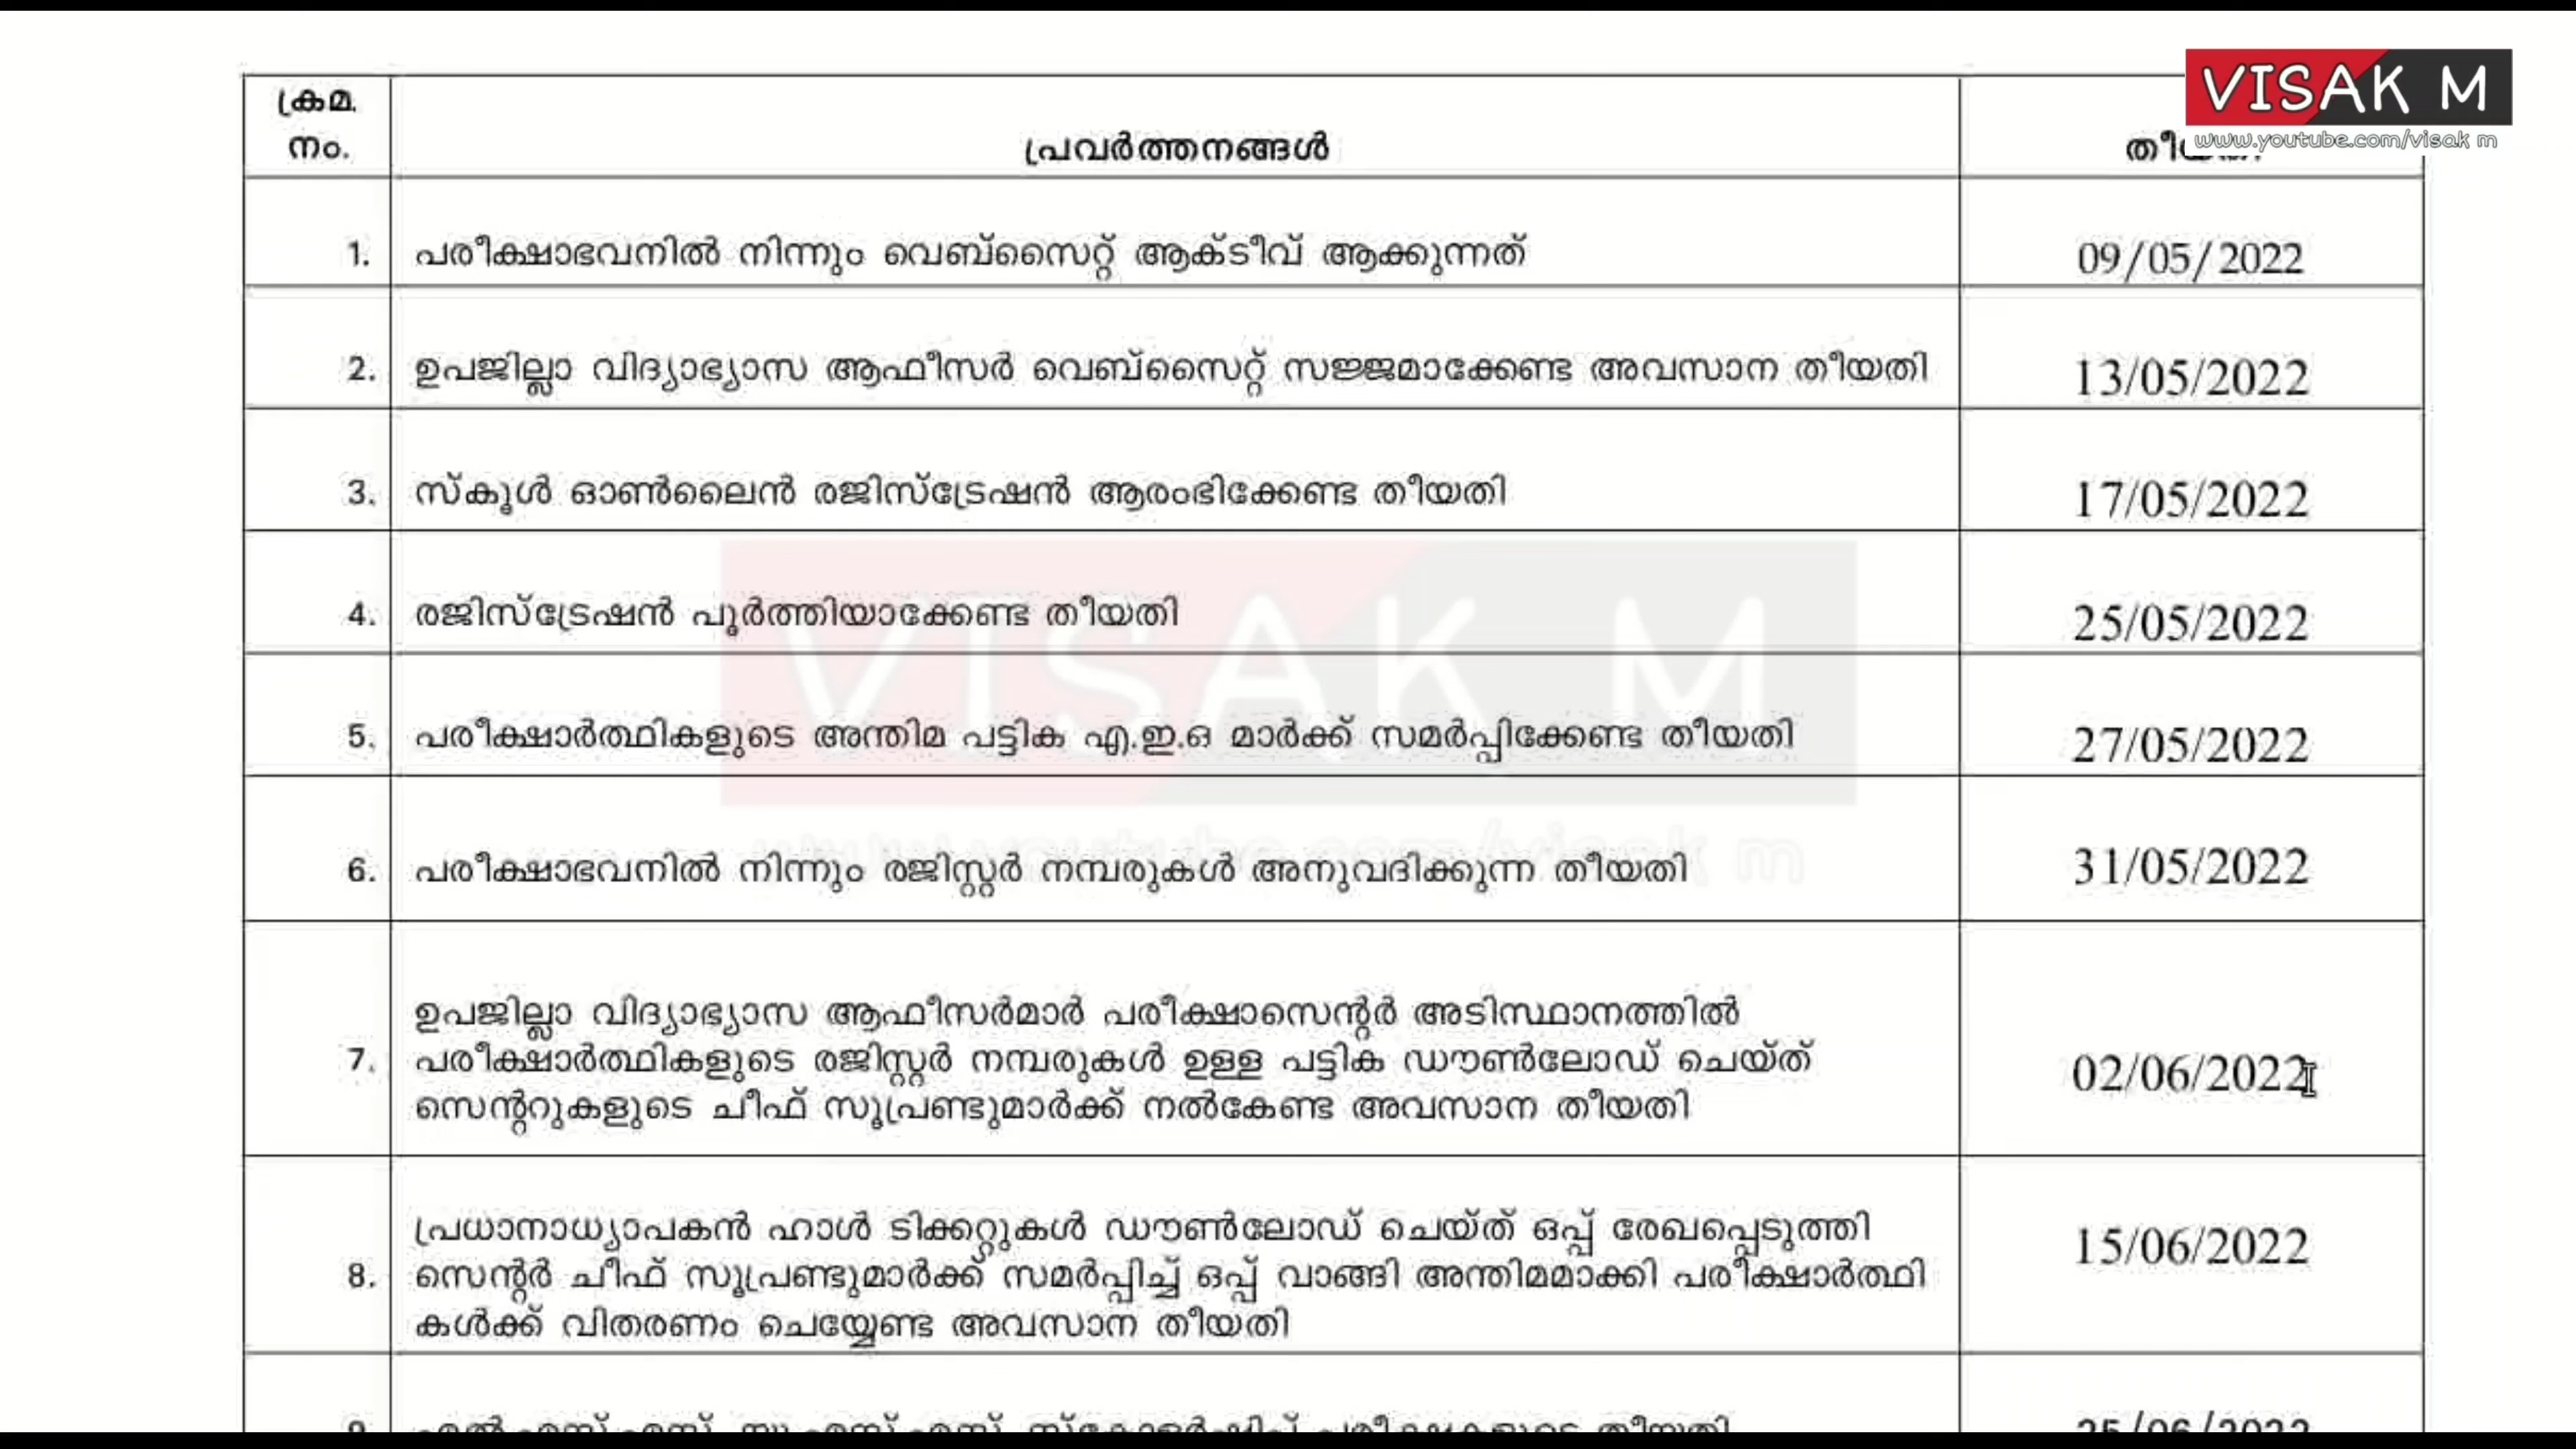 VISAK M
www.youtube.com/visak m
ക്രമ.
നം.
പ്രവർത്തനങ്ങൾ
1. പരീക്ഷാഭവനിൽ നിന്നും വെബ്സൈറ്റ് ആക്ടീവ് ആക്കുന്നത് 09/05/2022
2. ഉപജില്ലാ വിദ്യാഭ്യാസ ആഫീസർ വെബ്സൈറ്റ് സജ്ജമാക്കേണ്ട അവസാന തീയതി 13/05/2022
3. സ്കൂൾ ഓൺലൈൻ രജിസ്ട്രേഷൻ ആരംഭിക്കേണ്ട തീയതി 17/05/2022
4. രജിസ്ട്രേഷൻ പൂർത്തിയാക്കേണ്ട തീയതി 25/05/2022
VISAK M
5. പരീക്ഷാർത്ഥികളുടെ അന്തിമ പട്ടിക എ.ഇ.ഒ മാർക്ക് സമർപ്പിക്കേണ്ട തീയതി 27/05/2022
6. പരീക്ഷാഭവനിൽ നിന്നും രജിസ്റ്റർ നമ്പരുകൾ അനുവദിക്കുന്ന തീയതി 31/05/2022
ഉപജില്ലാ വിദ്യാഭ്യാസ ആഫീസർമാർ പരീക്ഷാസെന്റർ അടിസ്ഥാനത്തിൽ
7. പരീക്ഷാർത്ഥികളുടെ രജിസ്റ്റർ നമ്പരുകൾ ഉള്ള പട്ടിക ഡൗൺലോഡ് ചെയ്ത് 02/06/2022
സെന്ററുകളുടെ ചീഫ് സൂപ്രണ്ടുമാർക്ക് നൽകേണ്ട അവസാന തീയതി
പ്രധാനാധ്യാപകൻ ഹാൾ ടിക്കറ്റുകൾ ഡൗൺലോഡ് ചെയ്ത് ഒപ്പ് രേഖപ്പെടുത്തി 15/06/2022
8. സെന്റർ ചീഫ് സൂപ്രണ്ടുമാർക്ക് സമർപ്പിച്ച് ഒപ്പ് വാങ്ങി അന്തിമമാക്കി പരീക്ഷാർത്ഥി
കൾക്ക് വിതരണം ചെയ്യേണ്ട അവസാന തീയതി